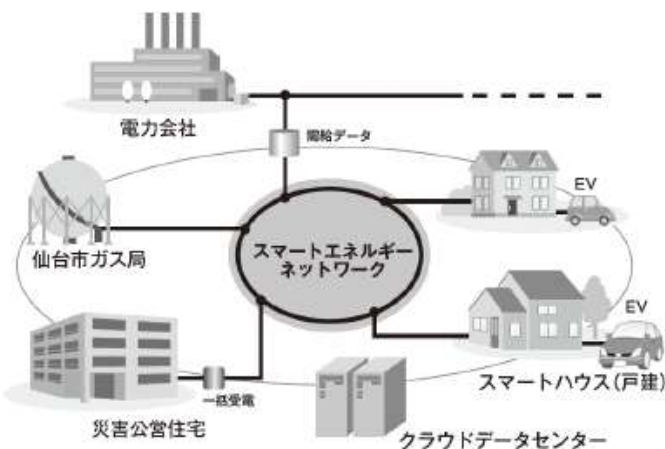 電力会社
需給データ
EV
仙台市ガス局
スマートエネルギー
ネットワーク
EV
スマートハウス(戸建)
一括受電
災害公営住宅
クラウドデータセンター